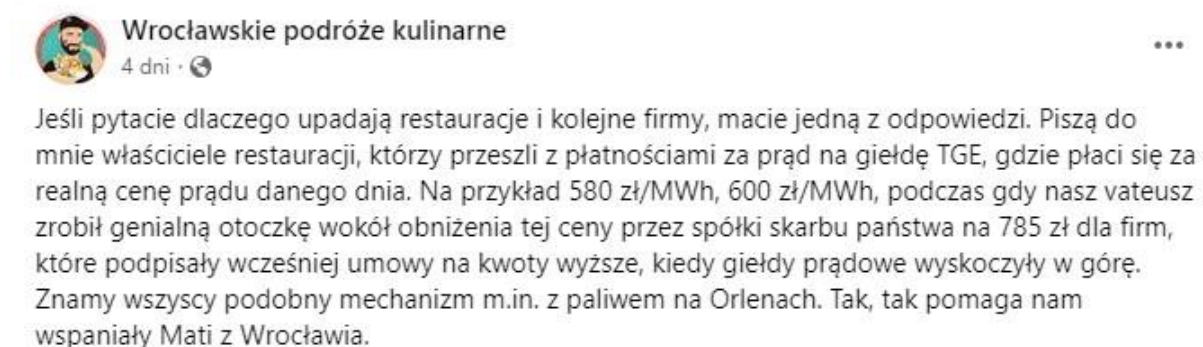 Wrocławskie podróże kulinarne
4 dni ·
Jeśli pytacie dlaczego upadają restauracje i kolejne firmy, macie jedną z odpowiedzi. Piszą do
mnie właściciele restauracji, którzy przeszli z płatnościami za prąd na giełdę TGE, gdzie płaci się za
realną cenę prądu danego dnia. Na przykład 580 zł/MWh, 600 zł/MWh, podczas gdy nasz vateusz
zrobił genialną otoczkę wokół obniżenia tej ceny przez spółki skarbu państwa na 785 zł dla firm,
które podpisały wcześniej umowy na kwoty wyższe, kiedy giełdy prądowe wyskoczyły w górę.
Znamy wszyscy podobny mechanizm m.in. z paliwem na Orlenach. Tak, tak pomaga nam
wspaniały Mati z Wrocławia.